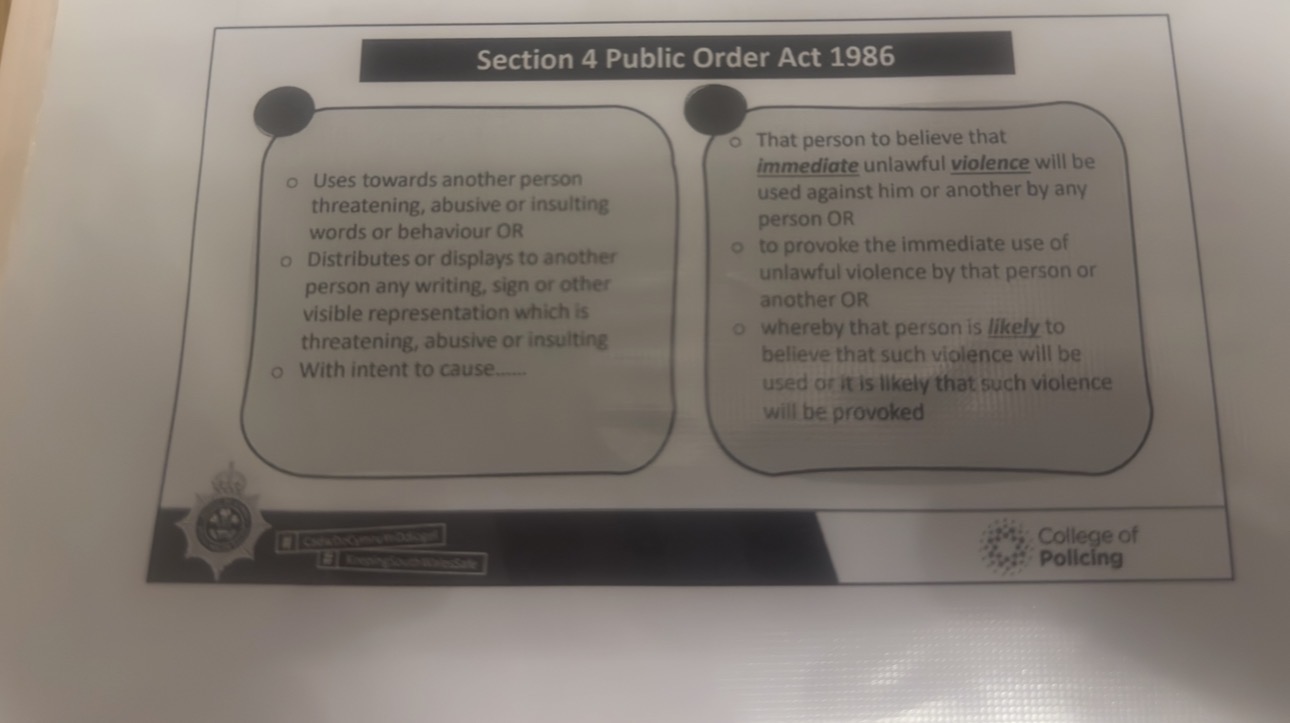 Section 4 Public Order Act 1986
o Uses towards another person
threatening, abusive or insulting
words or behaviour OR
o Distributes or displays to another
person any writing, sign or other
visible representation which is
threatening, abusive or insulting
o With intent to cause......
o That person to believe that
immediate unlawful violence will be
used against him or another by any
person OR
o to provoke the immediate use of
unlawful violence by that person or
another OR
o whereby that person is likely to
believe that such violence will be
used or it is likely that such violence
will be provoked
# KeepingSouthWalesSafe
College of
Policing